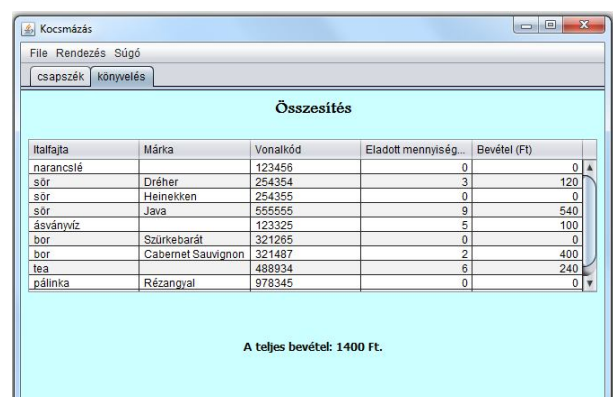 Kocsmázás
File Rendezés Súgó
csapszék könyvelés
Összesítés
Italfajta Márka Vonalkód Eladott mennyiség... Bevétel (Ft)
narancslé 123456 0 0
sör Dréher 254354 3 120
sör Heinekken 254355 0 0
sör Java 555555 9 540
ásványvíz 123325 5 100
bor Szürkebarát 321265 0 0
bor Cabernet Sauvignon 321487 2 400
tea 488934 6 240
pálinka Rézangyal 978345 0 0
A teljes bevétel: 1400 Ft.